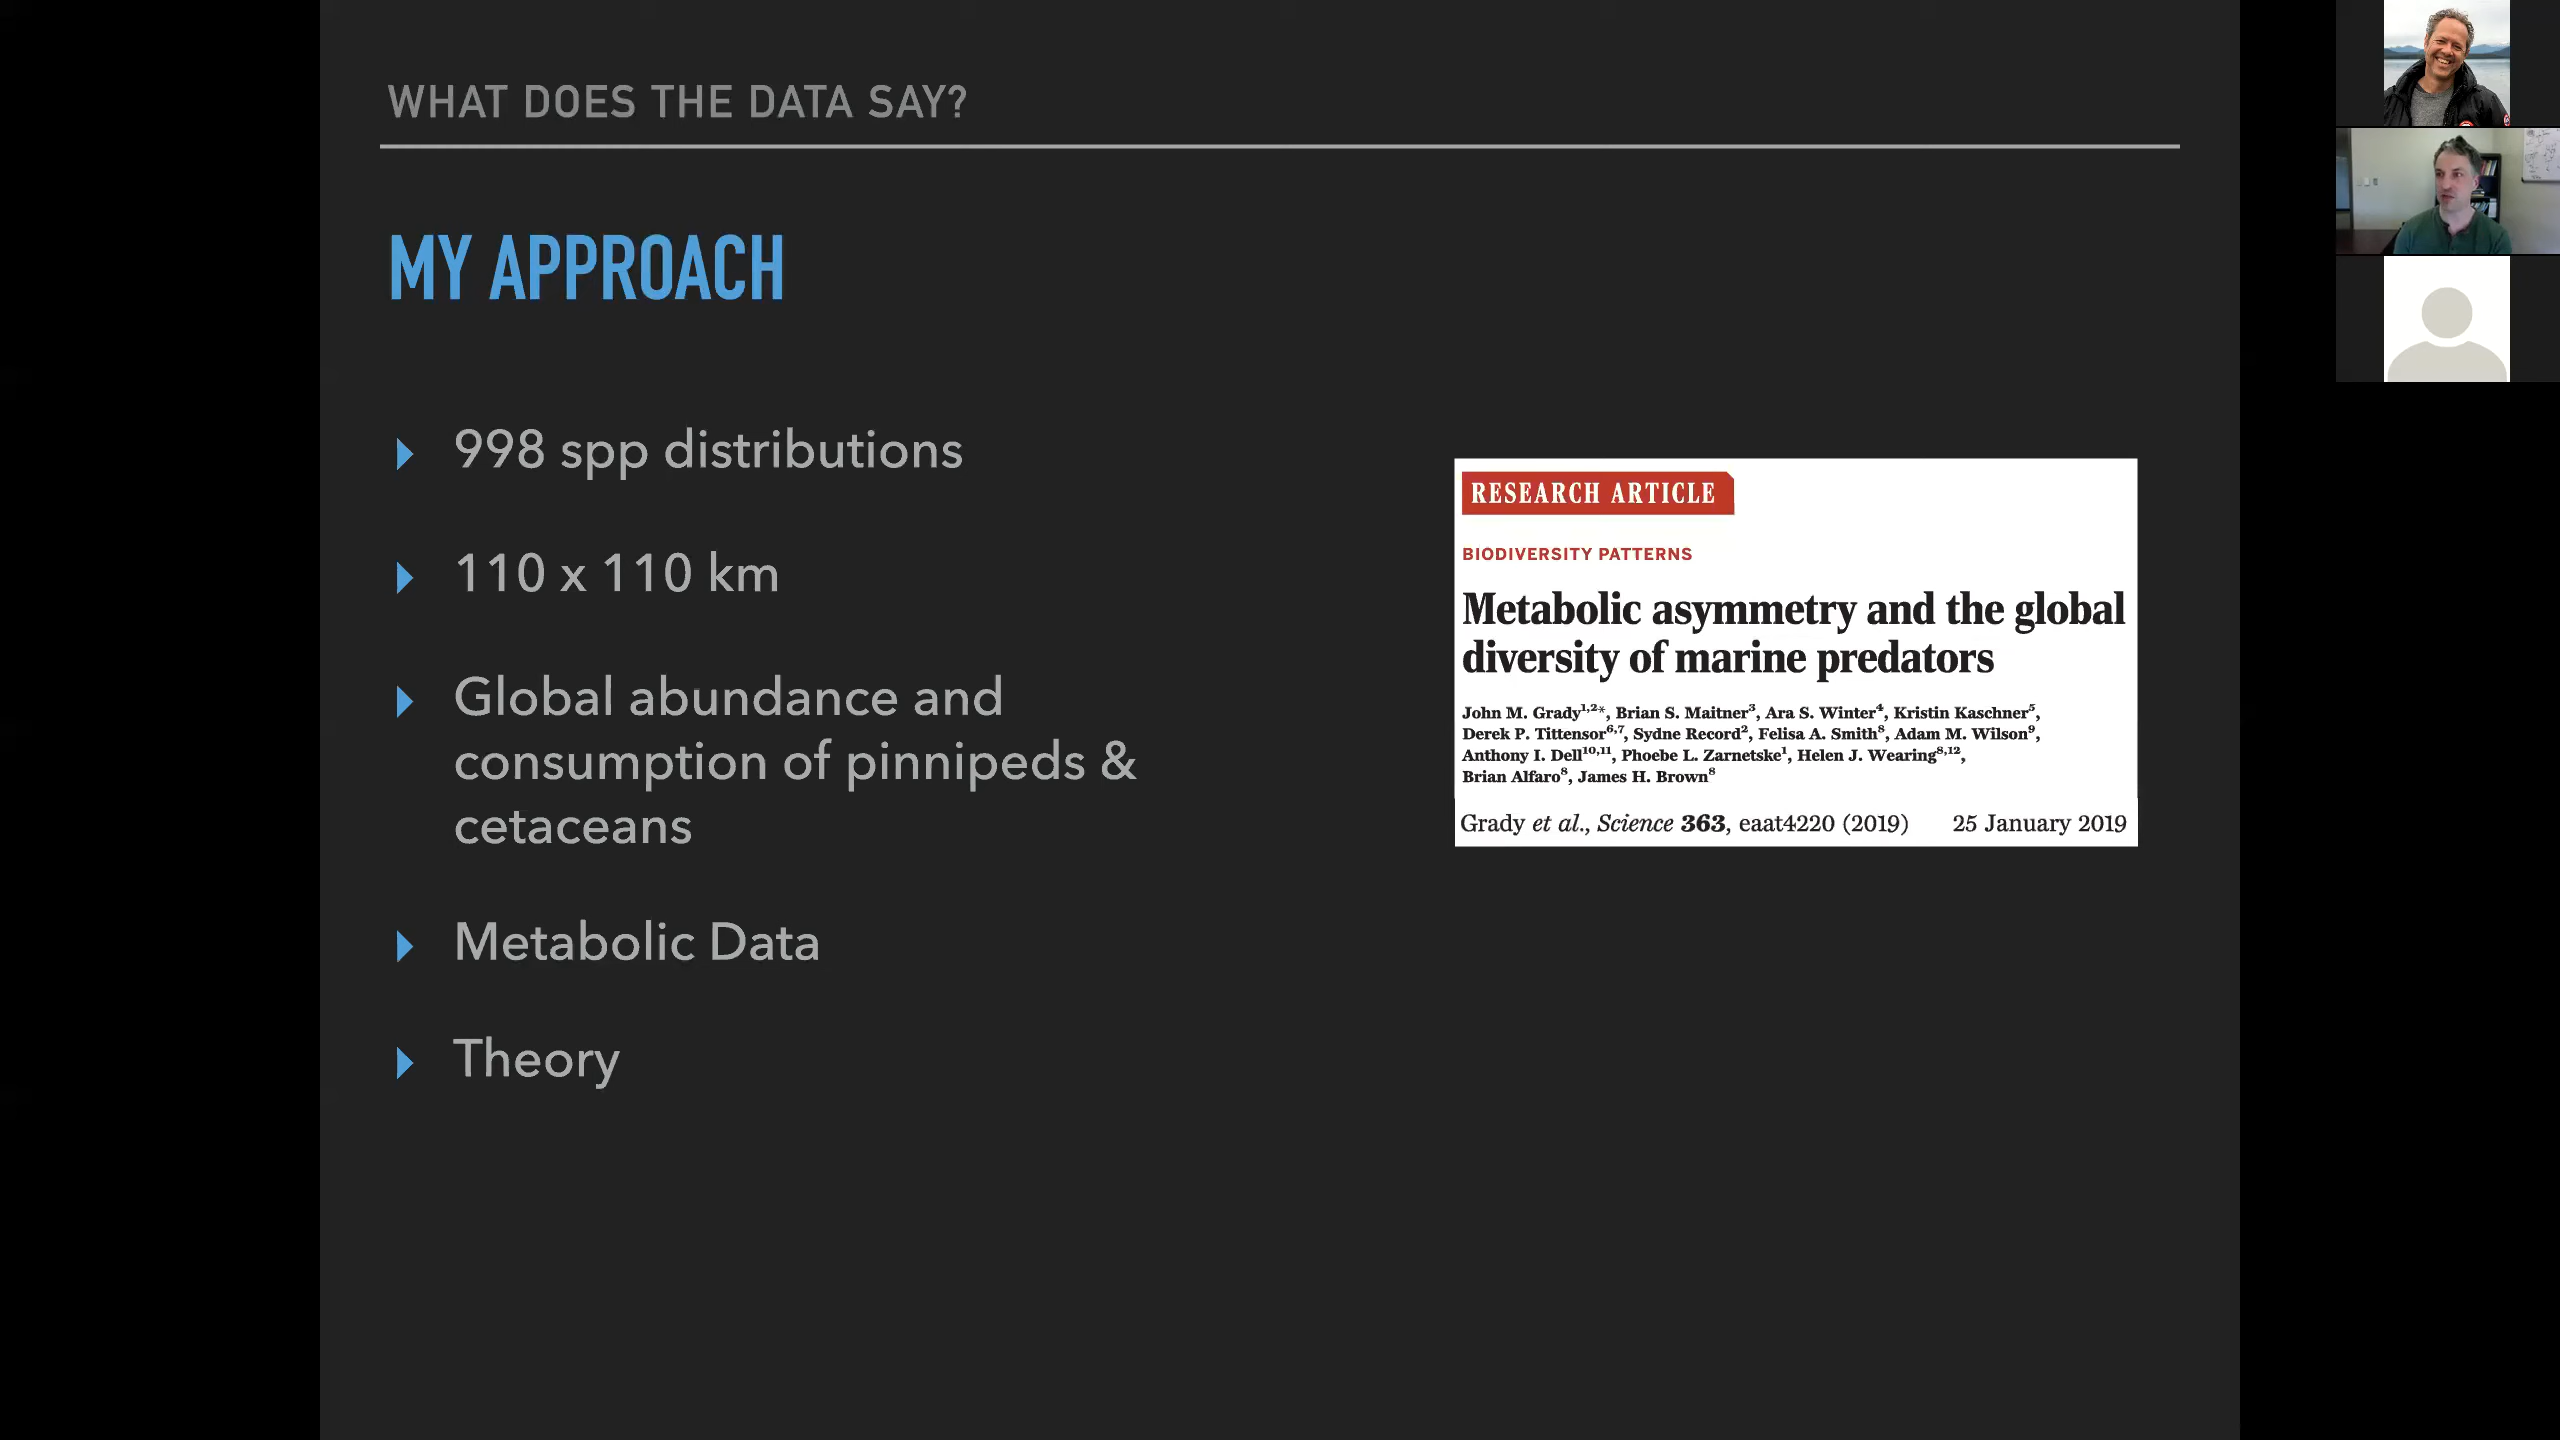 WHAT DOES THE DATA SAY?
MY APPROACH
998 spp distributions
110 x 110 km
Global abundance and
consumption of pinnipeds &
cetaceans
Metabolic Data
Theory
RESEARCH ARTICLE
BIODIVERSITY PATTERNS
Metabolic asymmetry and the global
diversity of marine predators
John M. Grady1,2*, Brian S. Maitner3, Ara S. Winter4, Kristin Kaschner5,
Derek P. Tittensor6,7, Sydne Record2, Felisa A. Smith8, Adam M. Wilson9,
Anthony I. Dell10,11, Phoebe L. Zarnetske1, Helen J. Wearing8,12,
Brian Alfaro8, James H. Brown8
Grady et al., Science 363, eaat4220 (2019) 25 January 2019